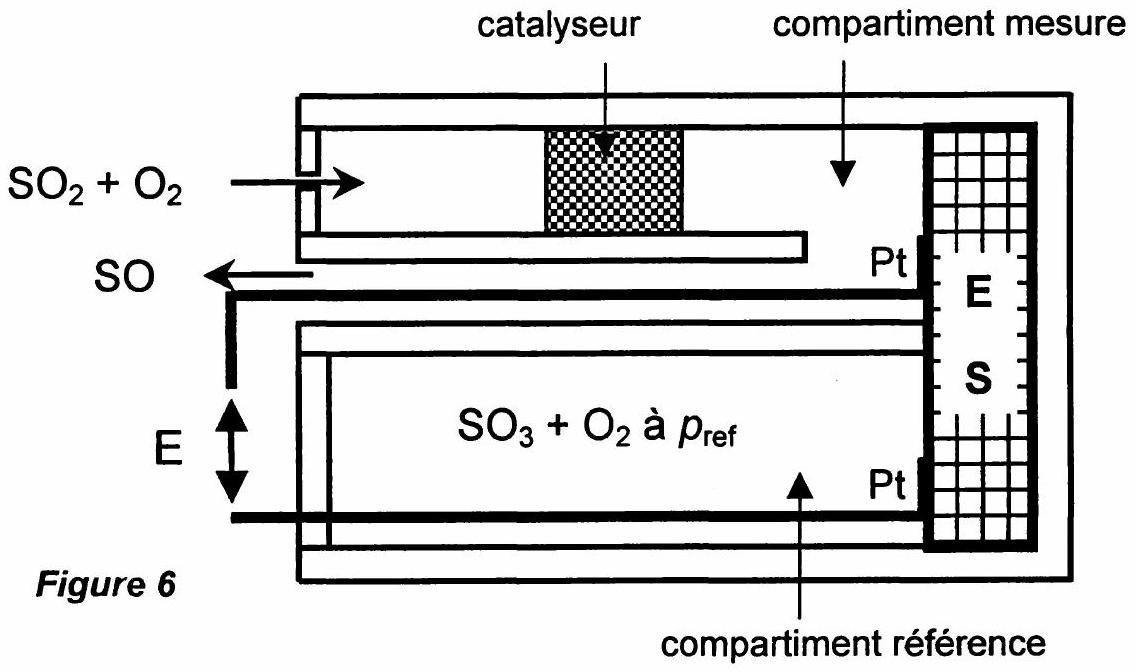 catalyseur
compartiment mesure
SO₂ + O₂
SO
Pt
E
S
E
SO₃ + O₂ à pref
Pt
Figure 6
compartiment référence